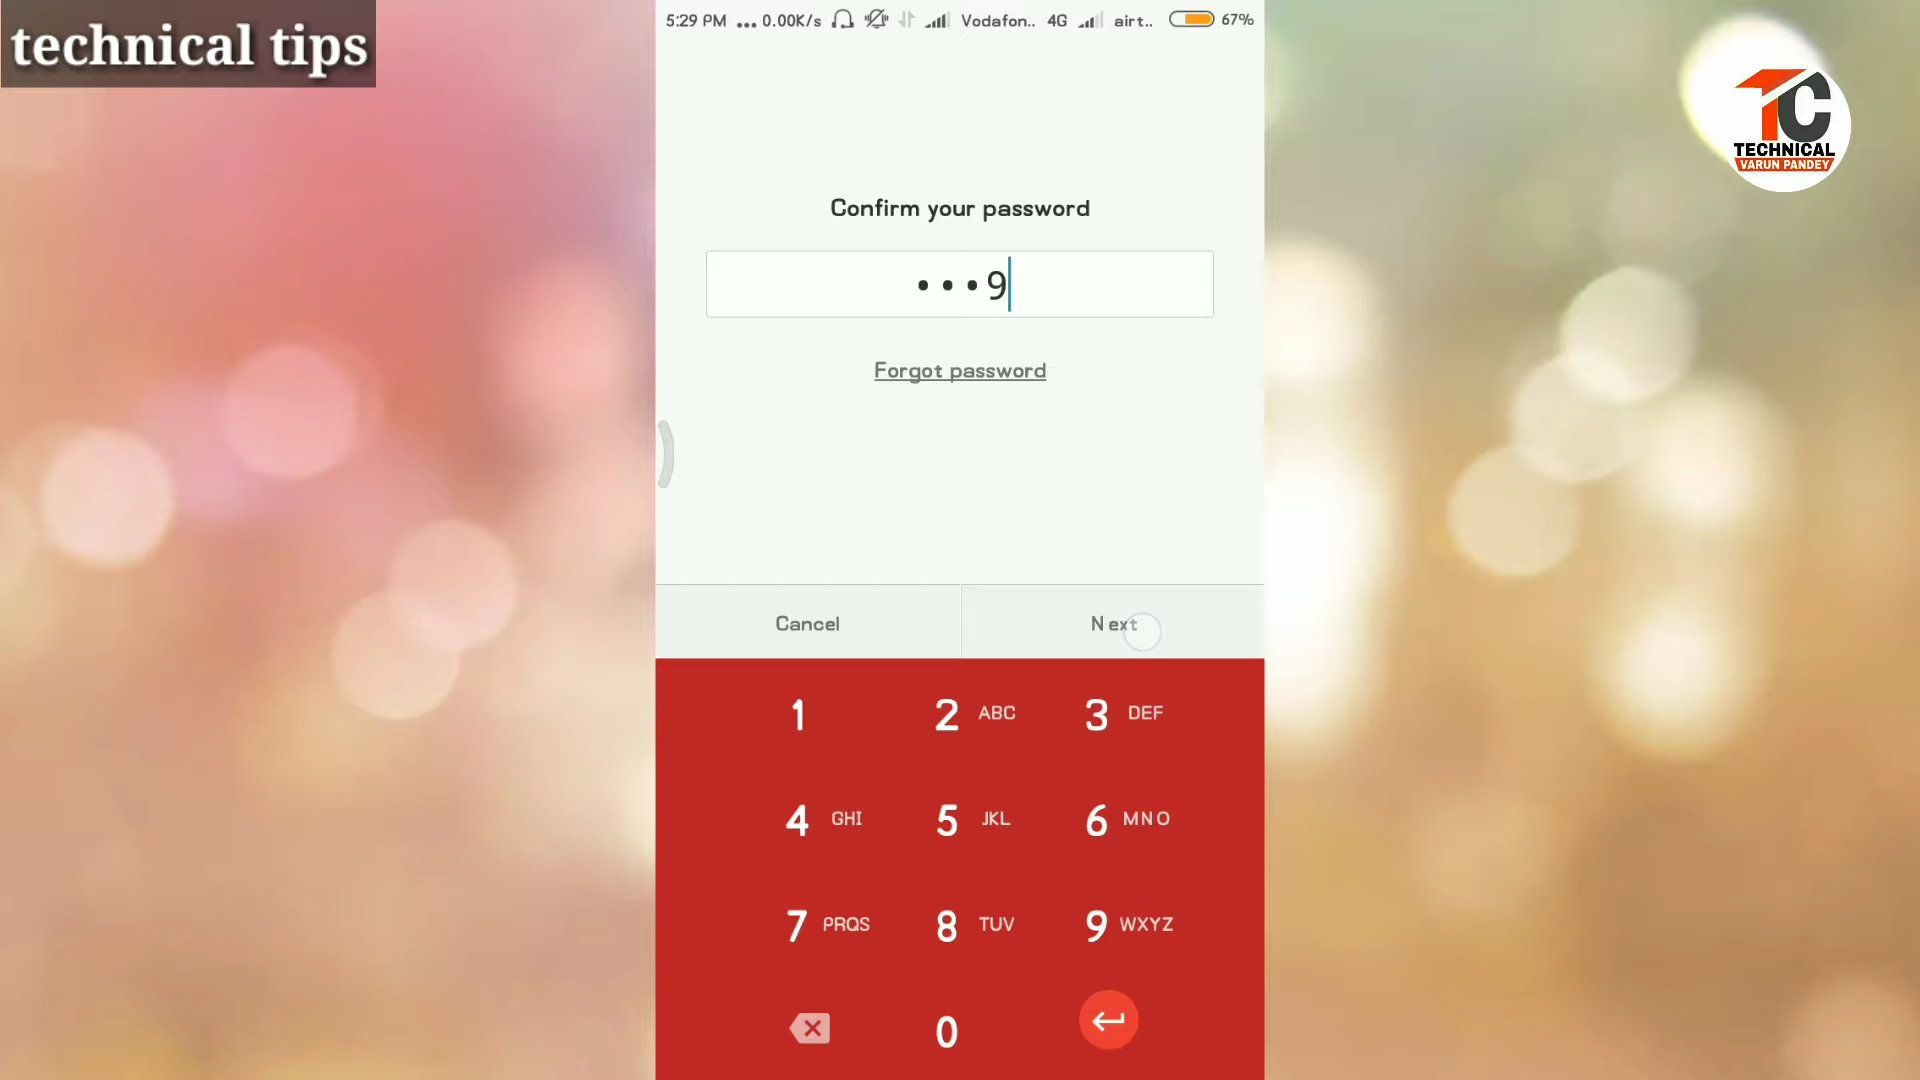 technical tips
5:29 PM ... 0.00K/s Vodafon.. 4G airt.. 67%
TC
TECHNICAL
VARUN PANDEY
Confirm your password
•••9
Forgot password
Cancel Next
1 2 ABC 3 DEF
4 GHI 5 JKL 6 MNO
7 PRQS 8 TUV 9 WXYZ
0